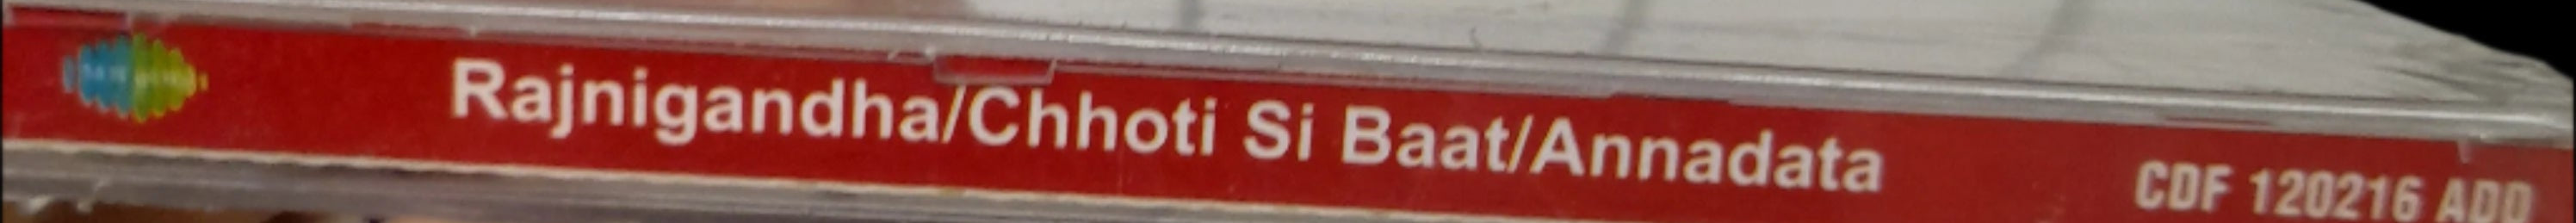 Rajnigandha/Chhoti Si Baat/Annadata
CDF 120216 ADD